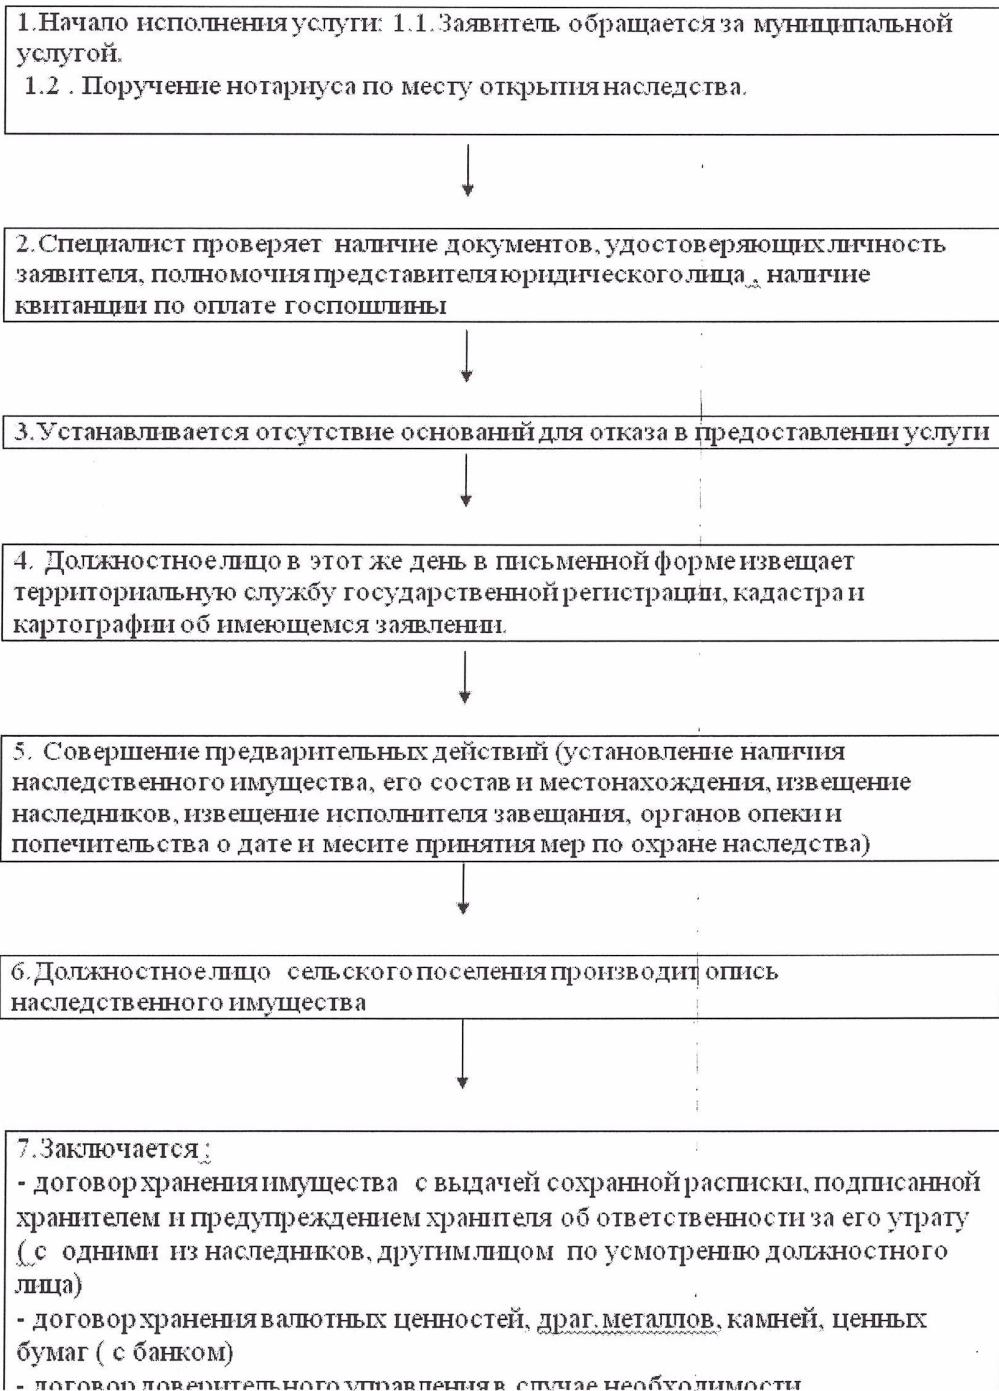 1.Начало исполнения услуги: 1.1. Заявитель обращается за муниципальной
услугой.
1.2 . Поручение нотариуса по месту открытия наследства.
2.Специалист проверяет наличие документов, удостоверяющих личность
заявителя, полномочия представителя юридического лица , наличие
квитанции по оплате госпошлины
3.Устанавливается отсутствие оснований для отказа в предоставлении услуги
4. Должностное лицо в этот же день в письменной форме извещает
территориальную службу государственной регистрации, кадастра и
картографии об имеющемся заявлении.
5. Совершение предварительных действий (установление наличия
наследственного имущества, его состав и местонахождения, извещение
наследников, извещение исполнителя завещания, органов опеки и
попечительства о дате и месите принятия мер по охране наследства)
6.Должностное лицо сельского поселения производит опись
наследственного имущества
7.Заключается :
- договор хранения имущества с выдачей сохранной расписки, подписанной
хранителем и предупреждением хранителя об ответственности за его утрату
( с одними из наследников, другим лицом по усмотрению должностного
лица)
- договор хранения валютных ценностей, драг.металлов, камней, ценных
бумаг ( с банком)
- договор доверительного управления в случае необходимости